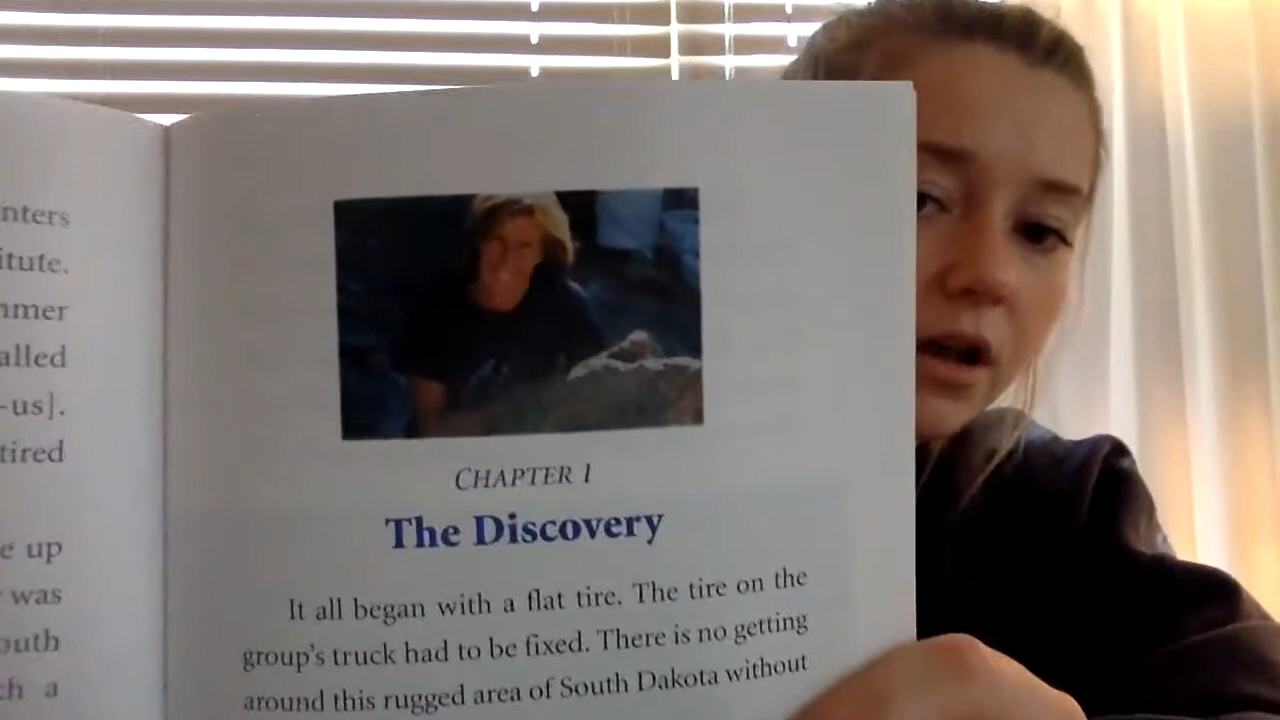 nters
itute.
mmer
alled
-us].
tired
e up
was
outh
ch a
CHAPTER 1
The Discovery
It all began with a flat tire. The tire on the
group's truck had to be fixed. There is no getting
around this rugged area of South Dakota without